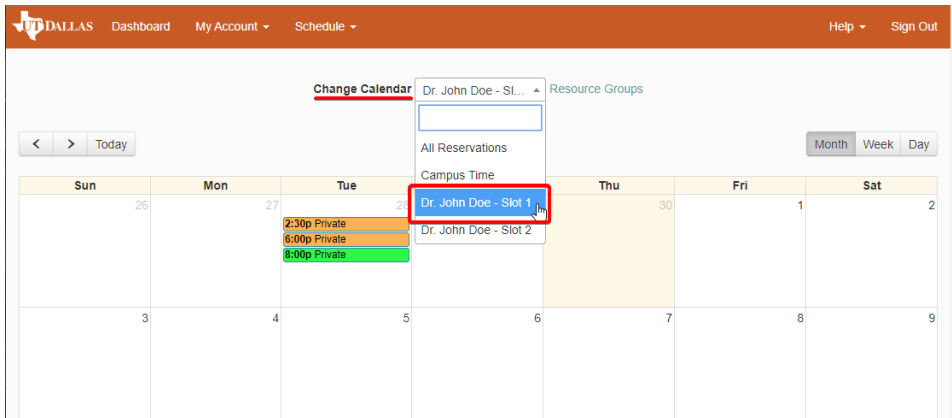 UT DALLAS Dashboard My Account Schedule Help Sign Out
Change Calendar Dr. John Doe - Sl... Resource Groups
< > Today
All Reservations
Month Week Day
Campus Time
Sun Mon Tue Thu Fri Sat
Dr. John Doe - Slot 1
26 27 28 30 1 2
2:30p Private
Dr. John Doe - Slot 2
6:00p Private
8:00p Private
3 4 5 6 7 8 9